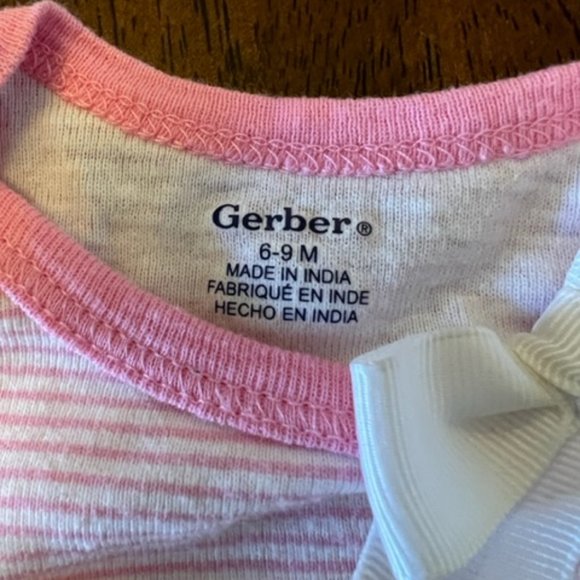 Gerber®
6-9 M
MADE IN INDIA
FABRIQUÉ EN INDE
HECHO EN INDIA